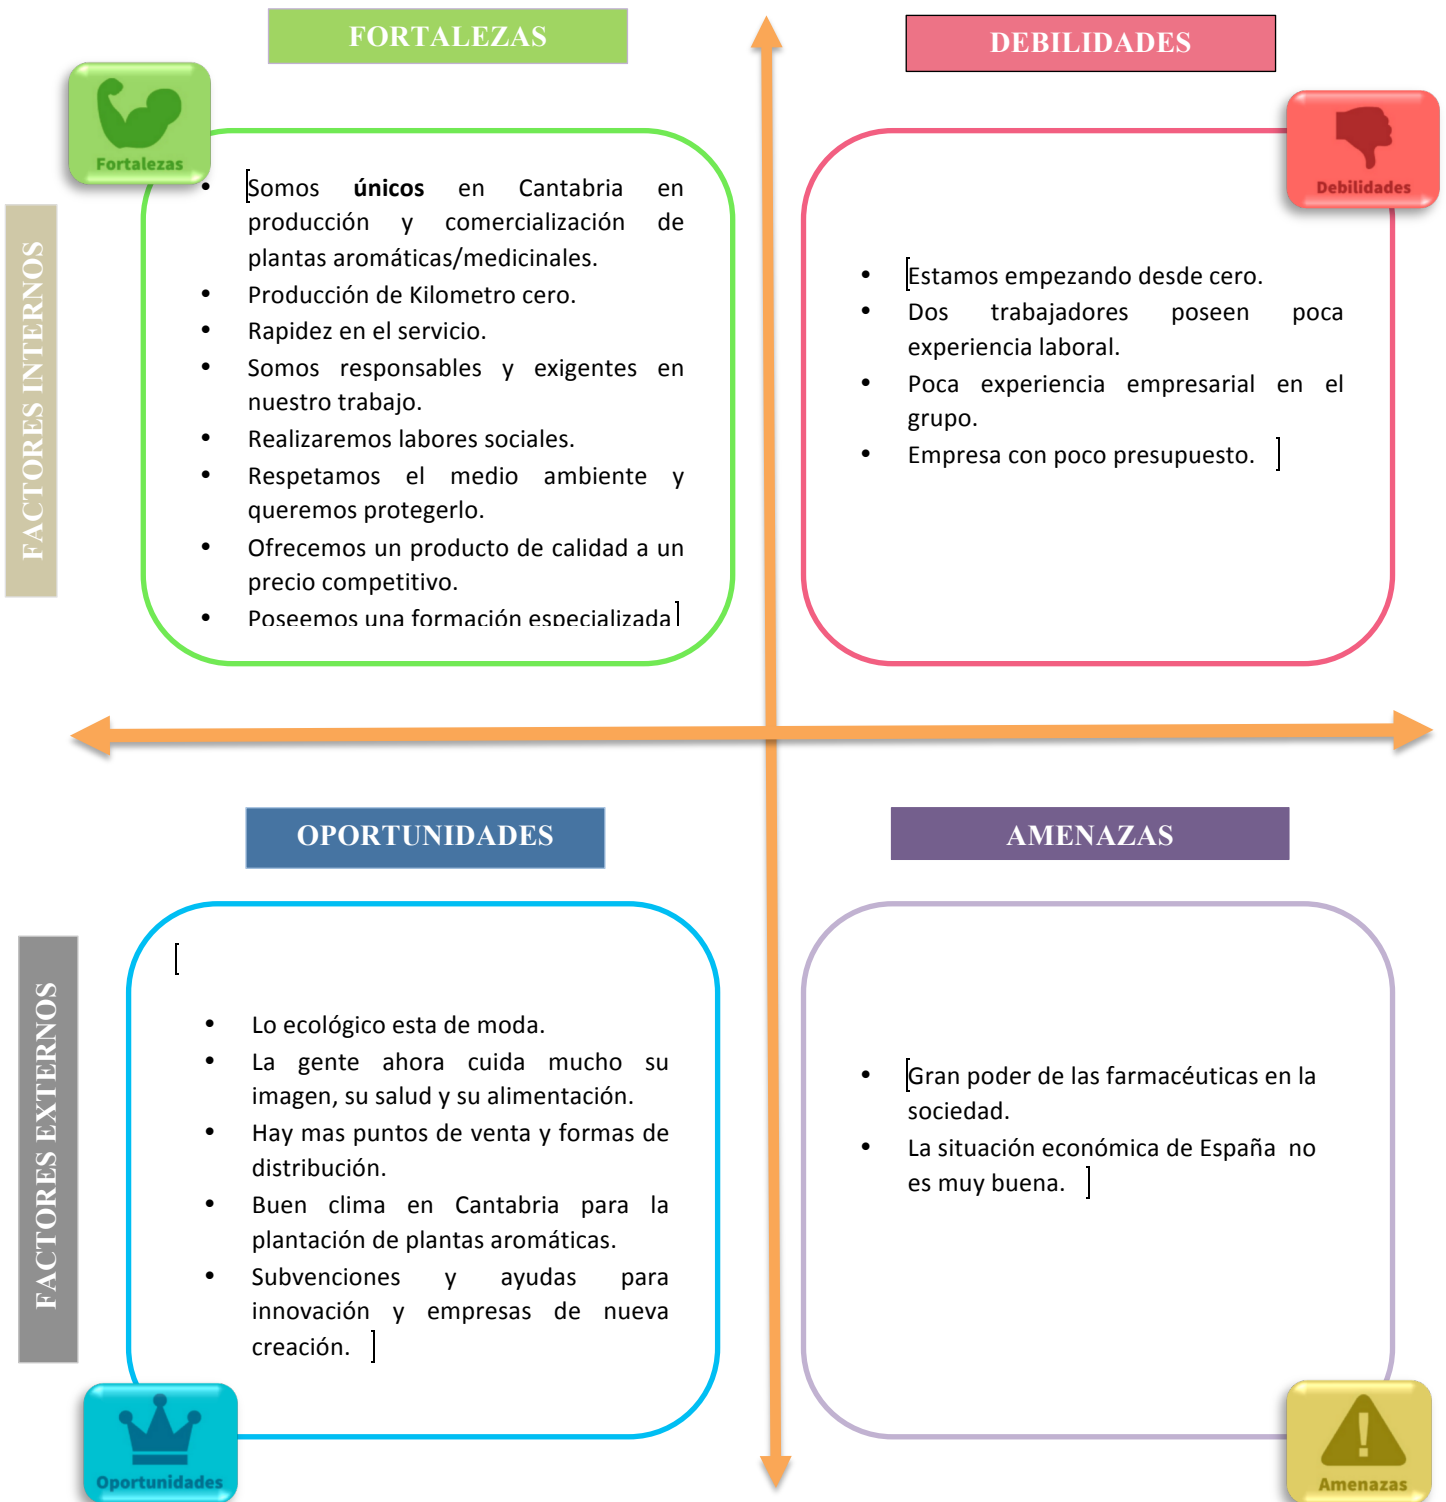 FORTALEZAS
Fortalezas
FACTORES INTERNOS
• Somos únicos en Cantabria en
producción y comercialización de
plantas aromáticas/medicinales.
• Producción de Kilometro cero.
• Rapidez en el servicio.
• Somos responsables y exigentes en
nuestro trabajo.
• Realizaremos labores sociales.
• Respetamos el medio ambiente y
queremos protegerlo.
• Ofrecemos un producto de calidad a un
precio competitivo.
• Poseemos una formación especializada
DEBILIDADES
Debilidades
• Estamos empezando desde cero.
• Dos trabajadores poseen poca
experiencia laboral.
• Poca experiencia empresarial en el
grupo.
• Empresa con poco presupuesto.
OPORTUNIDADES
FACTORES EXTERNOS
• Lo ecológico esta de moda.
• La gente ahora cuida mucho su
imagen, su salud y su alimentación.
• Hay mas puntos de venta y formas de
distribución.
• Buen clima en Cantabria para la
plantación de plantas aromáticas.
• Subvenciones y ayudas para
innovación y empresas de nueva
creación.
Oportunidades
AMENAZAS
• Gran poder de las farmacéuticas en la
sociedad.
• La situación económica de España no
es muy buena.
Amenazas